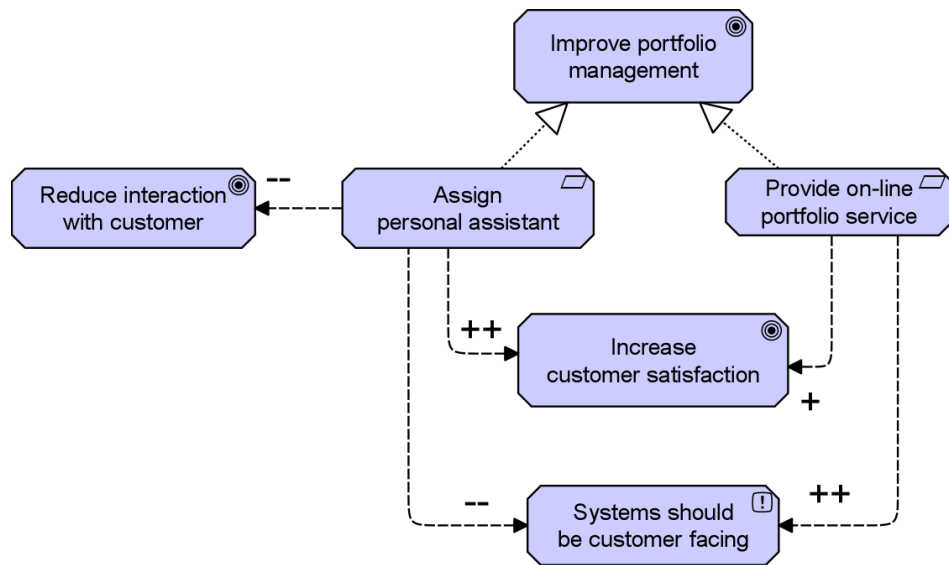 Improve portfolio
management
--
Reduce interaction
with customer
Assign
personal assistant
Provide on-line
portfolio service
++
Increase
customer satisfaction
+
--
Systems should
be customer facing
!
++